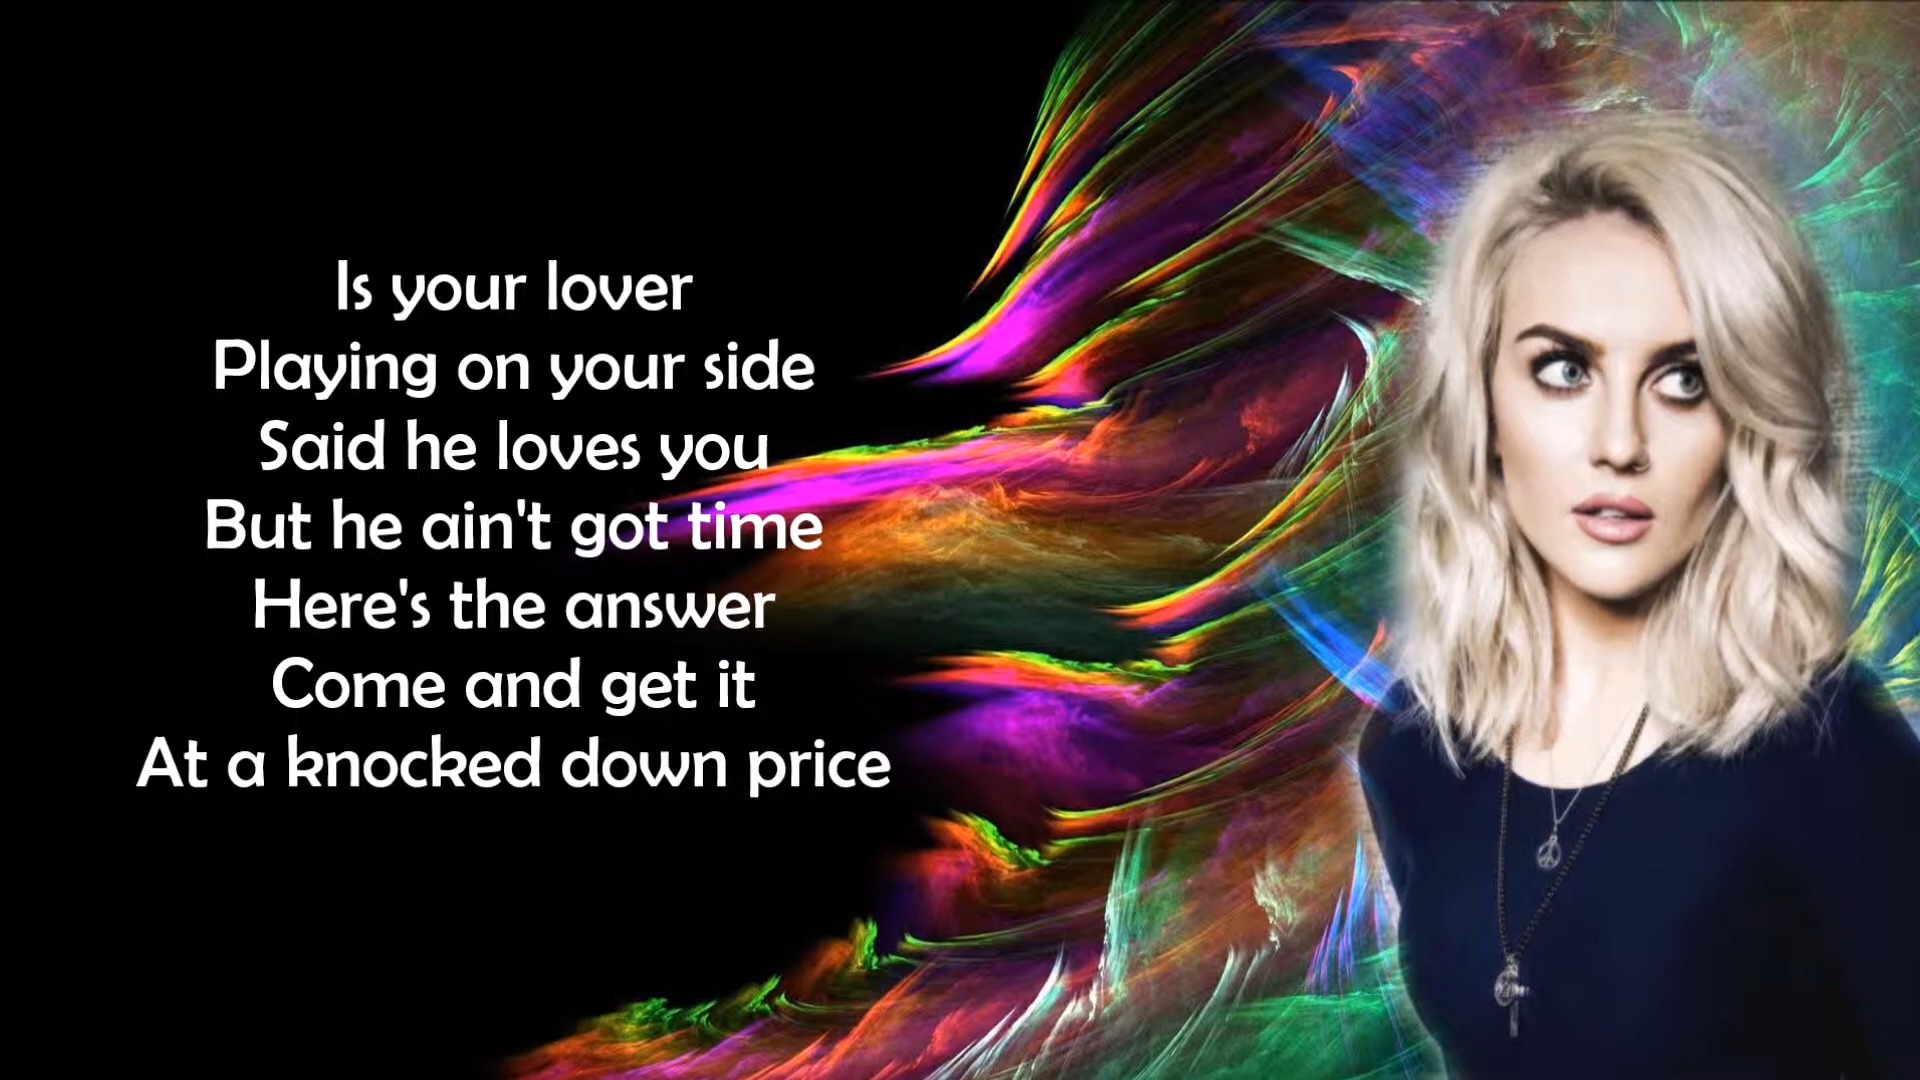 Is your lover
Playing on your side
Said he loves you
But he ain't got time
Here's the answer
Come and get it
At a knocked down price